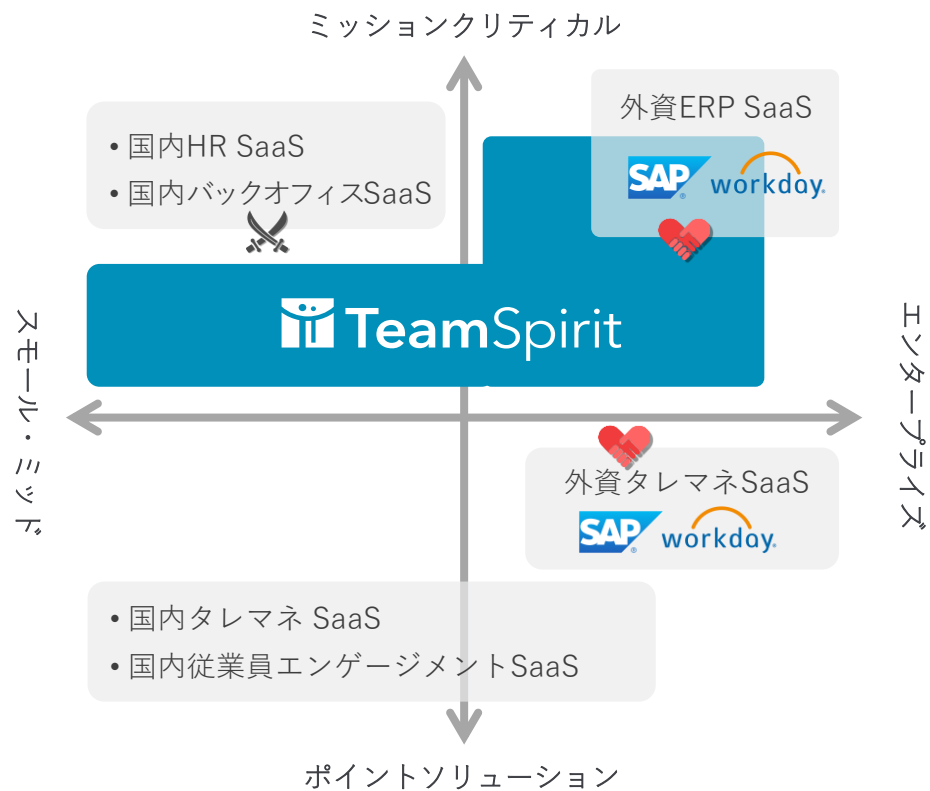 ミッションクリティカル
外資ERP SaaS
SAP workday.
• 国内HR SaaS
• 国内バックオフィスSaaS
TeamSpirit
スモール・ミッド
エンタープライズ
外資タレマネSaaS
SAP workday.
• 国内タレマネ SaaS
• 国内従業員エンゲージメントSaaS
ポイントソリューション